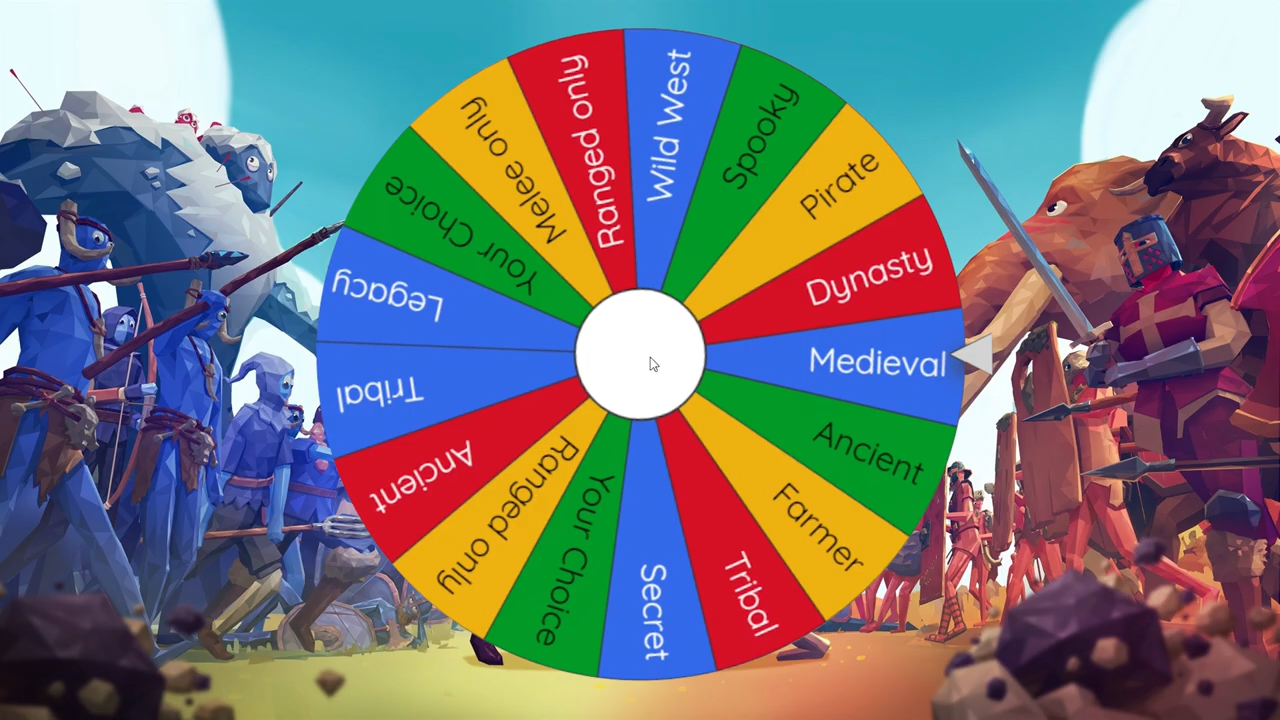 Wild West
Spooky
Pirate
Dynasty
Medieval
Ancient
Farmer
Tribal
Secret
Your Choice
Ranged only
Ancient
Tribal
Legacy
Your Choice
Melee only
Ranged only